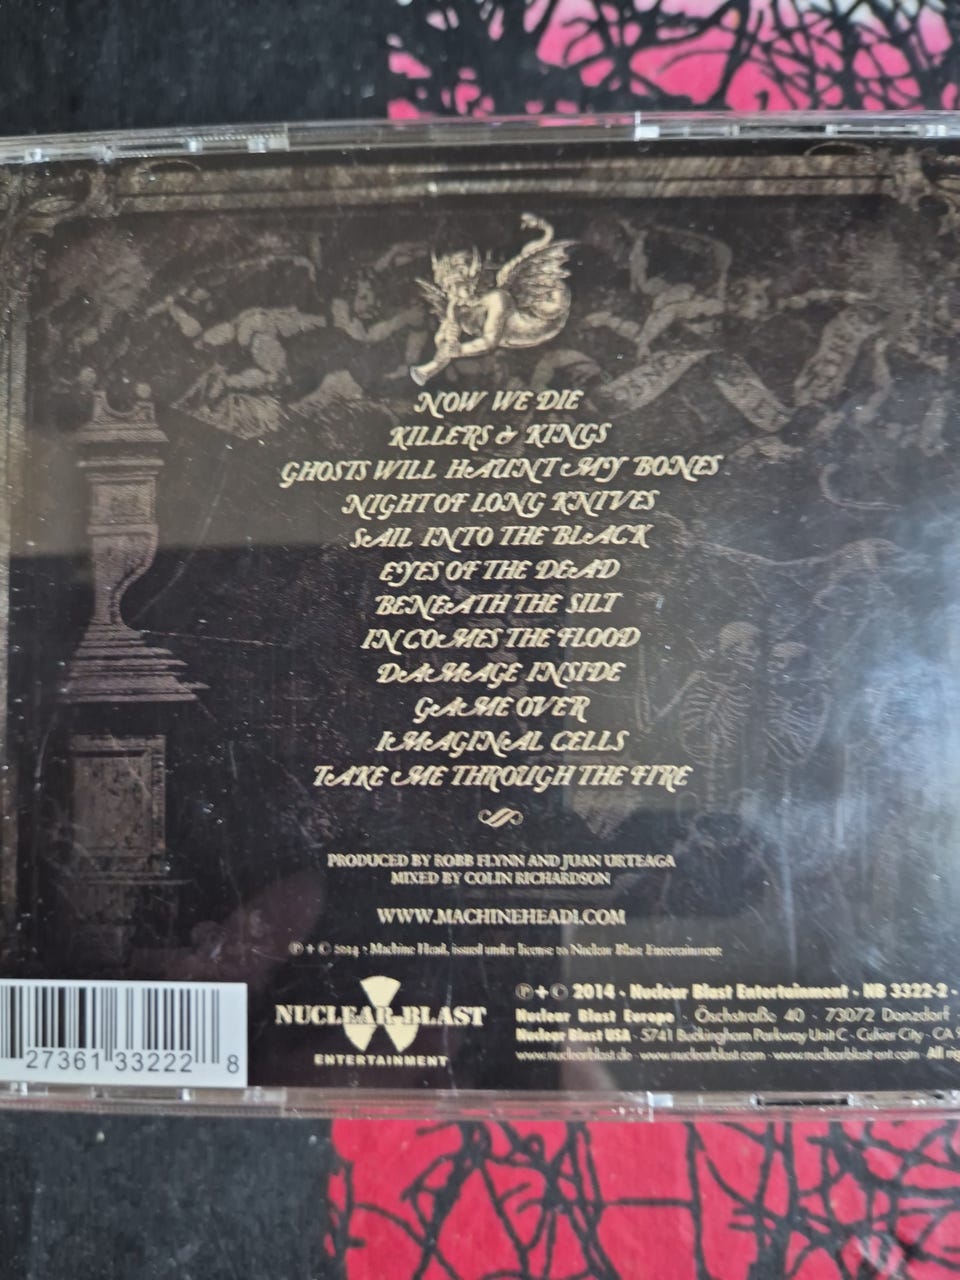 NOW WE DIE
KILLERS & KINGS
GHOSTS WILL HAUNT MY BONES
NIGHT OF LONG KNIVES
SAIL INTO THE BLACK
EYES OF THE DEAD
BENEATH THE SILT
IN COMES THE FLOOD
DAMAGE INSIDE
GAME OVER
IMAGINAL CELLS
TAKE ME THROUGH THE FIRE
PRODUCED BY ROBB FLYNN AND JUAN URTEAGA
MIXED BY COLIN RICHARDSON
WWW.MACHINEHEAD1.COM
℗ + © 2014 - Machine Head, issued under license to Nuclear Blast Entertainment
27361 33222 8
NUCLEAR BLAST
ENTERTAINMENT
℗ + © 2014 - Nuclear Blast Entertainment - NB 3322-2 -
Nuclear Blast Europe - Öschstraße 40 - 73072 Donzdorf -
Nuclear Blast USA - 5741 Buckingham Parkway Unit C - Culver City - CA
www.nuclearblast.de - www.nuclearblast.com - www.nuclearblast-ent.com - All